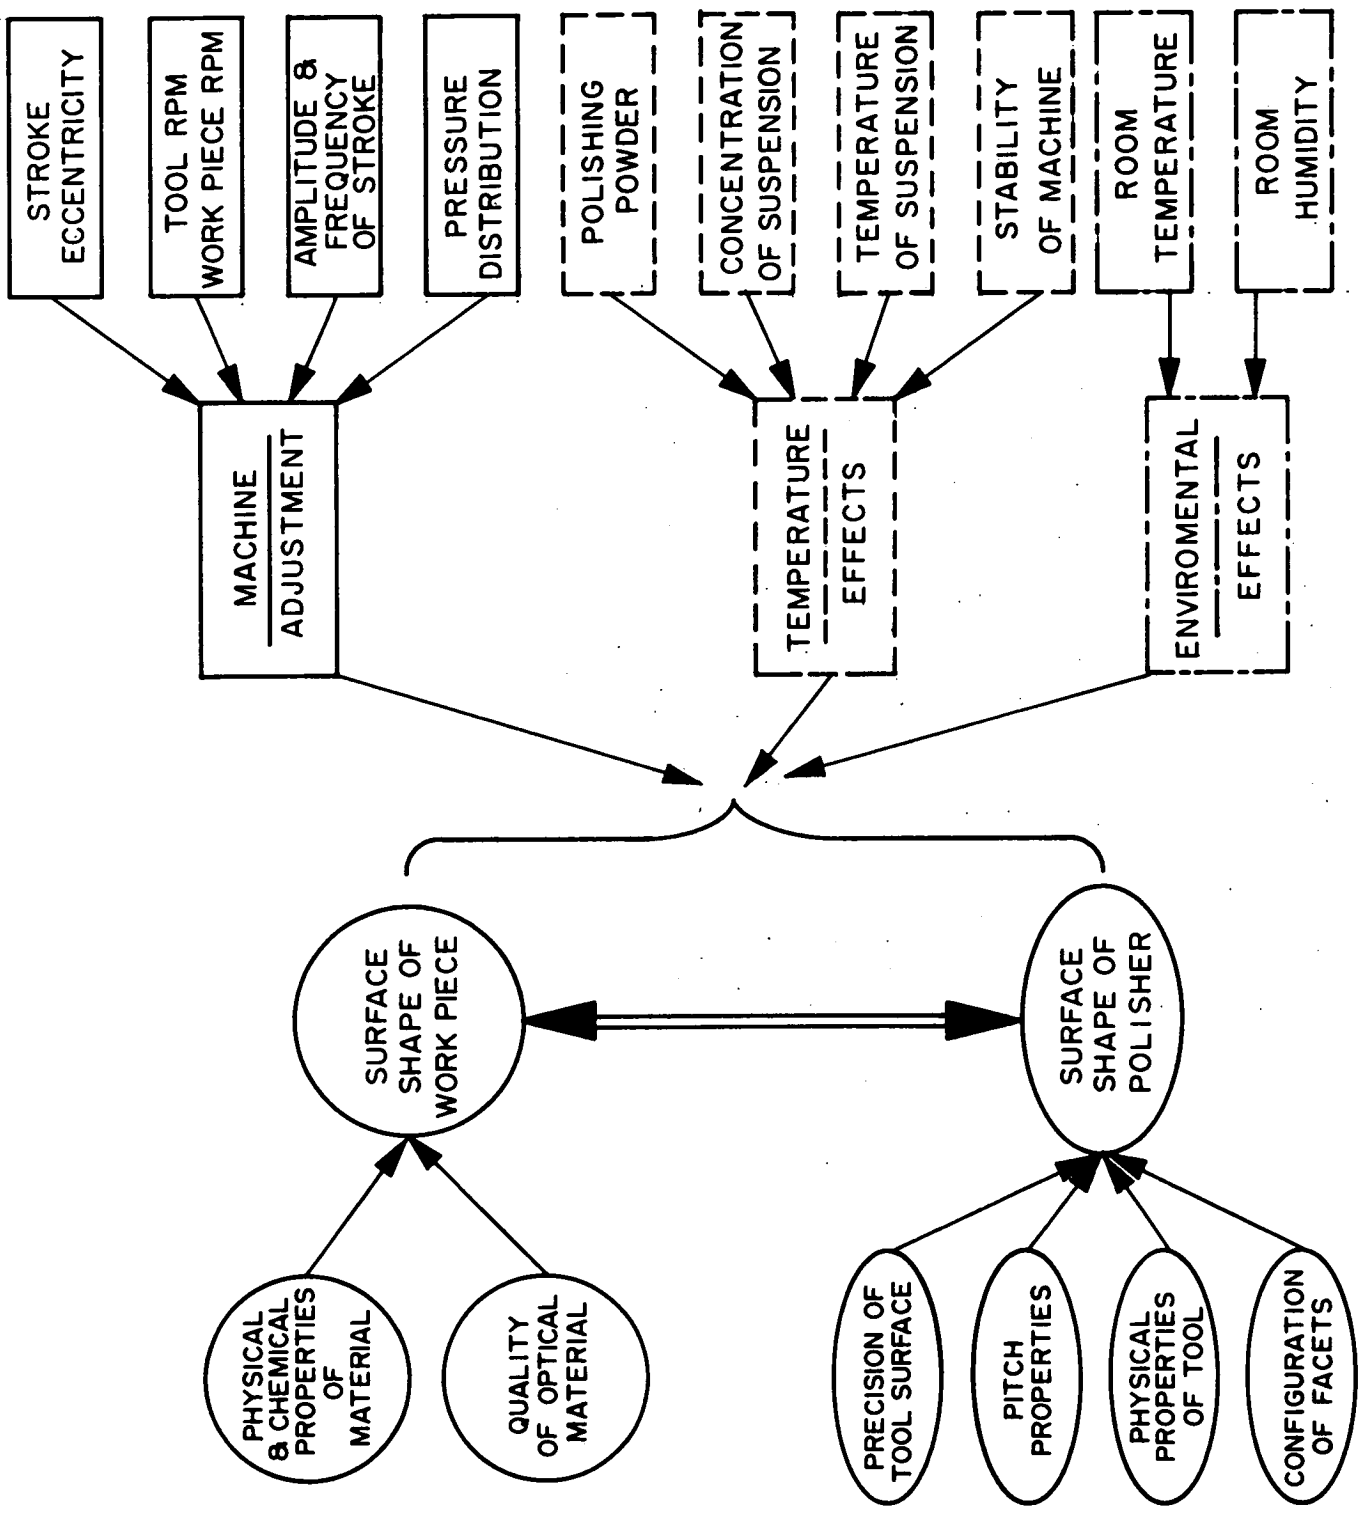 PHYSICAL
& CHEMICAL
PROPERTIES
OF
MATERIAL
QUALITY
OF OPTICAL
MATERIAL
PRECISION OF
TOOL SURFACE
PITCH
PROPERTIES
PHYSICAL
PROPERTIES
OF TOOL
CONFIGURATION
OF FACETS
SURFACE
SHAPE OF
WORK PIECE
SURFACE
SHAPE OF
POLISHER
MACHINE
ADJUSTMENT
TEMPERATURE
EFFECTS
ENVIROMENTAL
EFFECTS
STROKE
ECCENTRICITY
TOOL RPM
WORK PIECE RPM
AMPLITUDE &
FREQUENCY
OF STROKE
PRESSURE
DISTRIBUTION
POLISHING
POWDER
CONCENTRATION
OF SUSPENSION
TEMPERATURE
OF SUSPENSION
STABILITY
OF MACHINE
ROOM
TEMPERATURE
ROOM
HUMIDITY